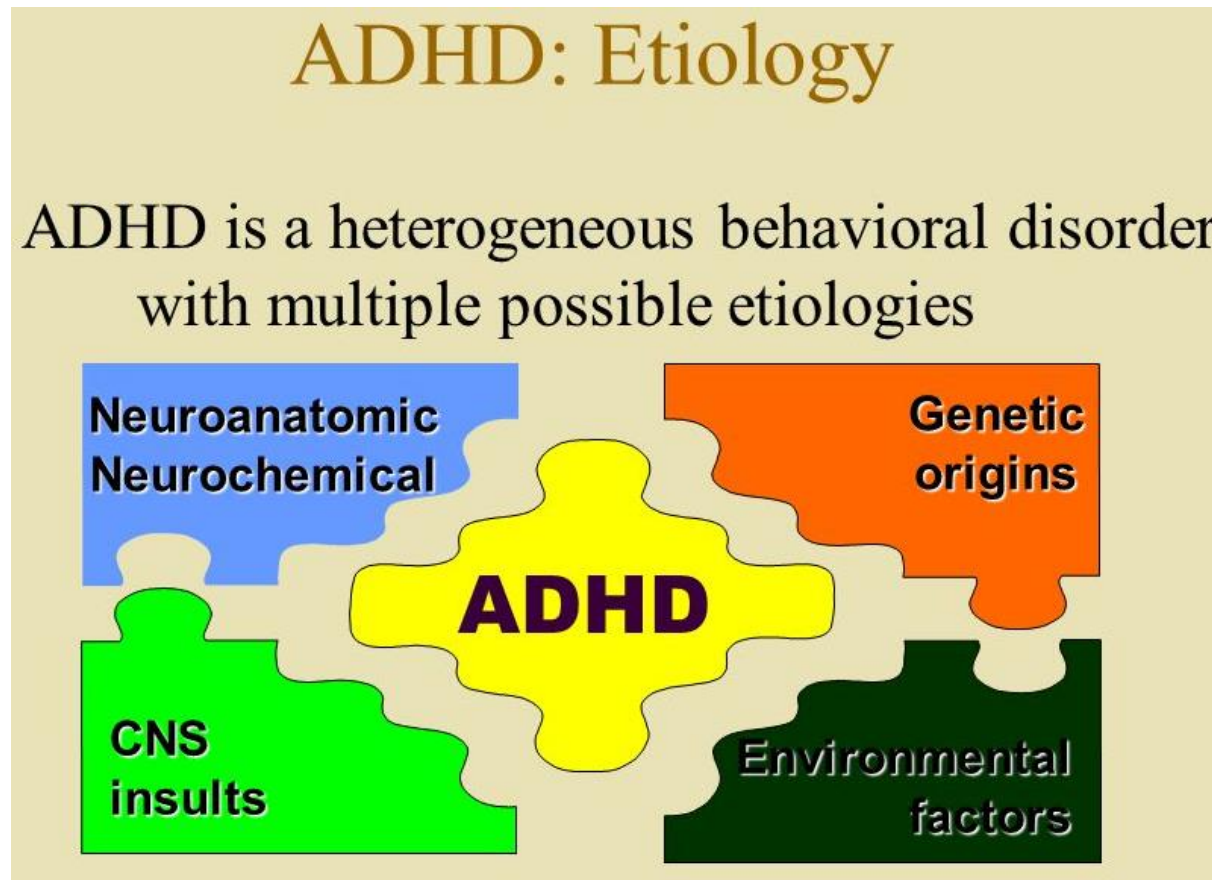 ADHD: Etiology
ADHD is a heterogeneous behavioral disorder
with multiple possible etiologies
Neuroanatomic
Neurochemical
Genetic
origins
ADHD
CNS
insults
Environmental
factors